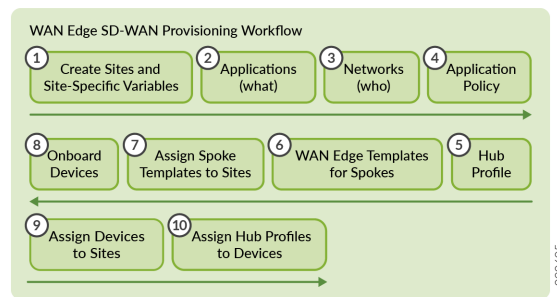 WAN Edge SD-WAN Provisioning Workflow
1
Create Sites and
Site-Specific Variables
2
Applications
(what)
3
Networks
(who)
4
Application
Policy
8
Onboard
Devices
7
Assign Spoke
Templates to Sites
6
WAN Edge Templates
for Spokes
5
Hub
Profile
9
Assign Devices
to Sites
10
Assign Hub Profiles
to Devices